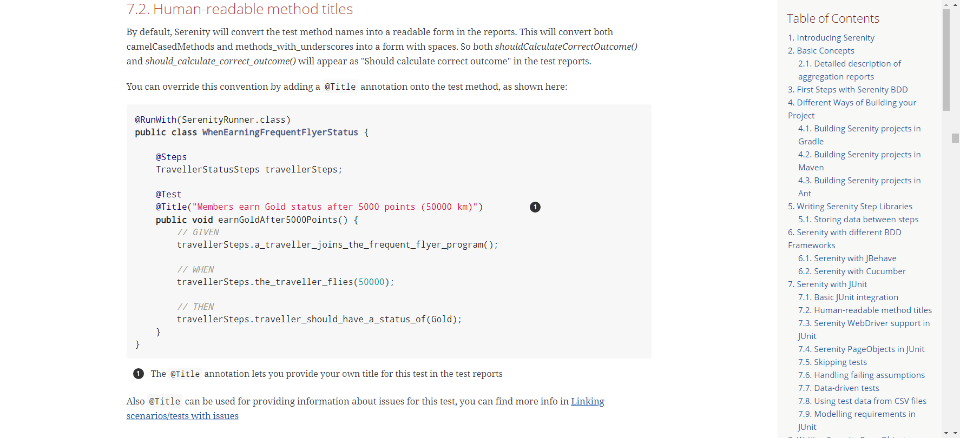 7.2. Human-readable method titles
By default, Serenity will convert the test method names into a readable form in the reports. This will convert both
camelCasedMethods and methods_with_underscores into a form with spaces. So both shouldCalculateCorrectOutcome()
and should_calculate_correct_outcome() will appear as "Should calculate correct outcome" in the test reports.
You can override this convention by adding a @Title annotation onto the test method, as shown here:
@RunWith(SerenityRunner.class)
public class WhenEarningFrequentFlyerStatus {
@Steps
TravellerStatusSteps travellerSteps;
@Test
@Title("Members earn Gold status after 5000 points (50000 km)") 1
public void earnGoldAfter5000Points() {
// GIVEN
travellerSteps.a_traveller_joins_the_frequent_flyer_program();
// WHEN
travellerSteps.the_traveller_flies(50000);
// THEN
travellerSteps.traveller_should_have_a_status_of(Gold);
}
}
1 The @Title annotation lets you provide your own title for this test in the test reports
Also @Title can be used for providing information about issues for this test, you can find more info in Linking
scenarios/tests with issues
Table of Contents
1. Introducing Serenity
2. Basic Concepts
2.1. Detailed description of
aggregation reports
3. First Steps with Serenity BDD
4. Different Ways of Building your
Project
4.1. Building Serenity projects in
Gradle
4.2. Building Serenity projects in
Maven
4.3. Building Serenity projects in
Ant
5. Writing Serenity Step Libraries
5.1. Storing data between steps
6. Serenity with different BDD
Frameworks
6.1. Serenity with JBehave
6.2. Serenity with Cucumber
7. Serenity with JUnit
7.1. Basic JUnit integration
7.2. Human-readable method titles
7.3. Serenity WebDriver support in
JUnit
7.4. Serenity PageObjects in JUnit
7.5. Skipping tests
7.6. Handling failing assumptions
7.7. Data-driven tests
7.8. Using test data from CSV files
7.9. Modelling requirements in
JUnit